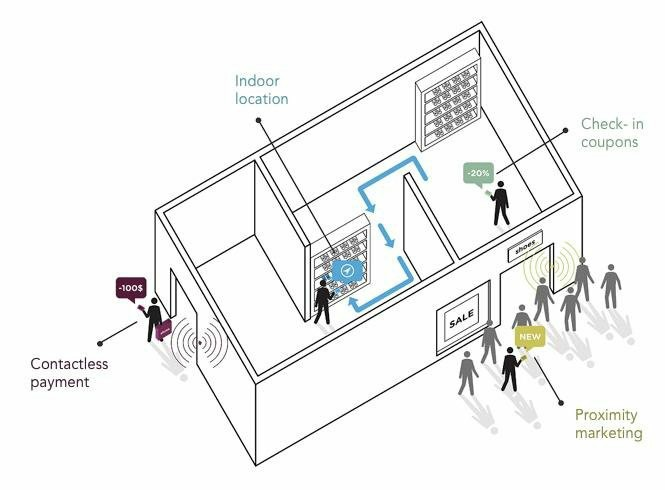 Indoor
location
Check- in
coupons
-20%
shoes
-100$
SALE
NEW
Contactless
payment
Proximity
marketing